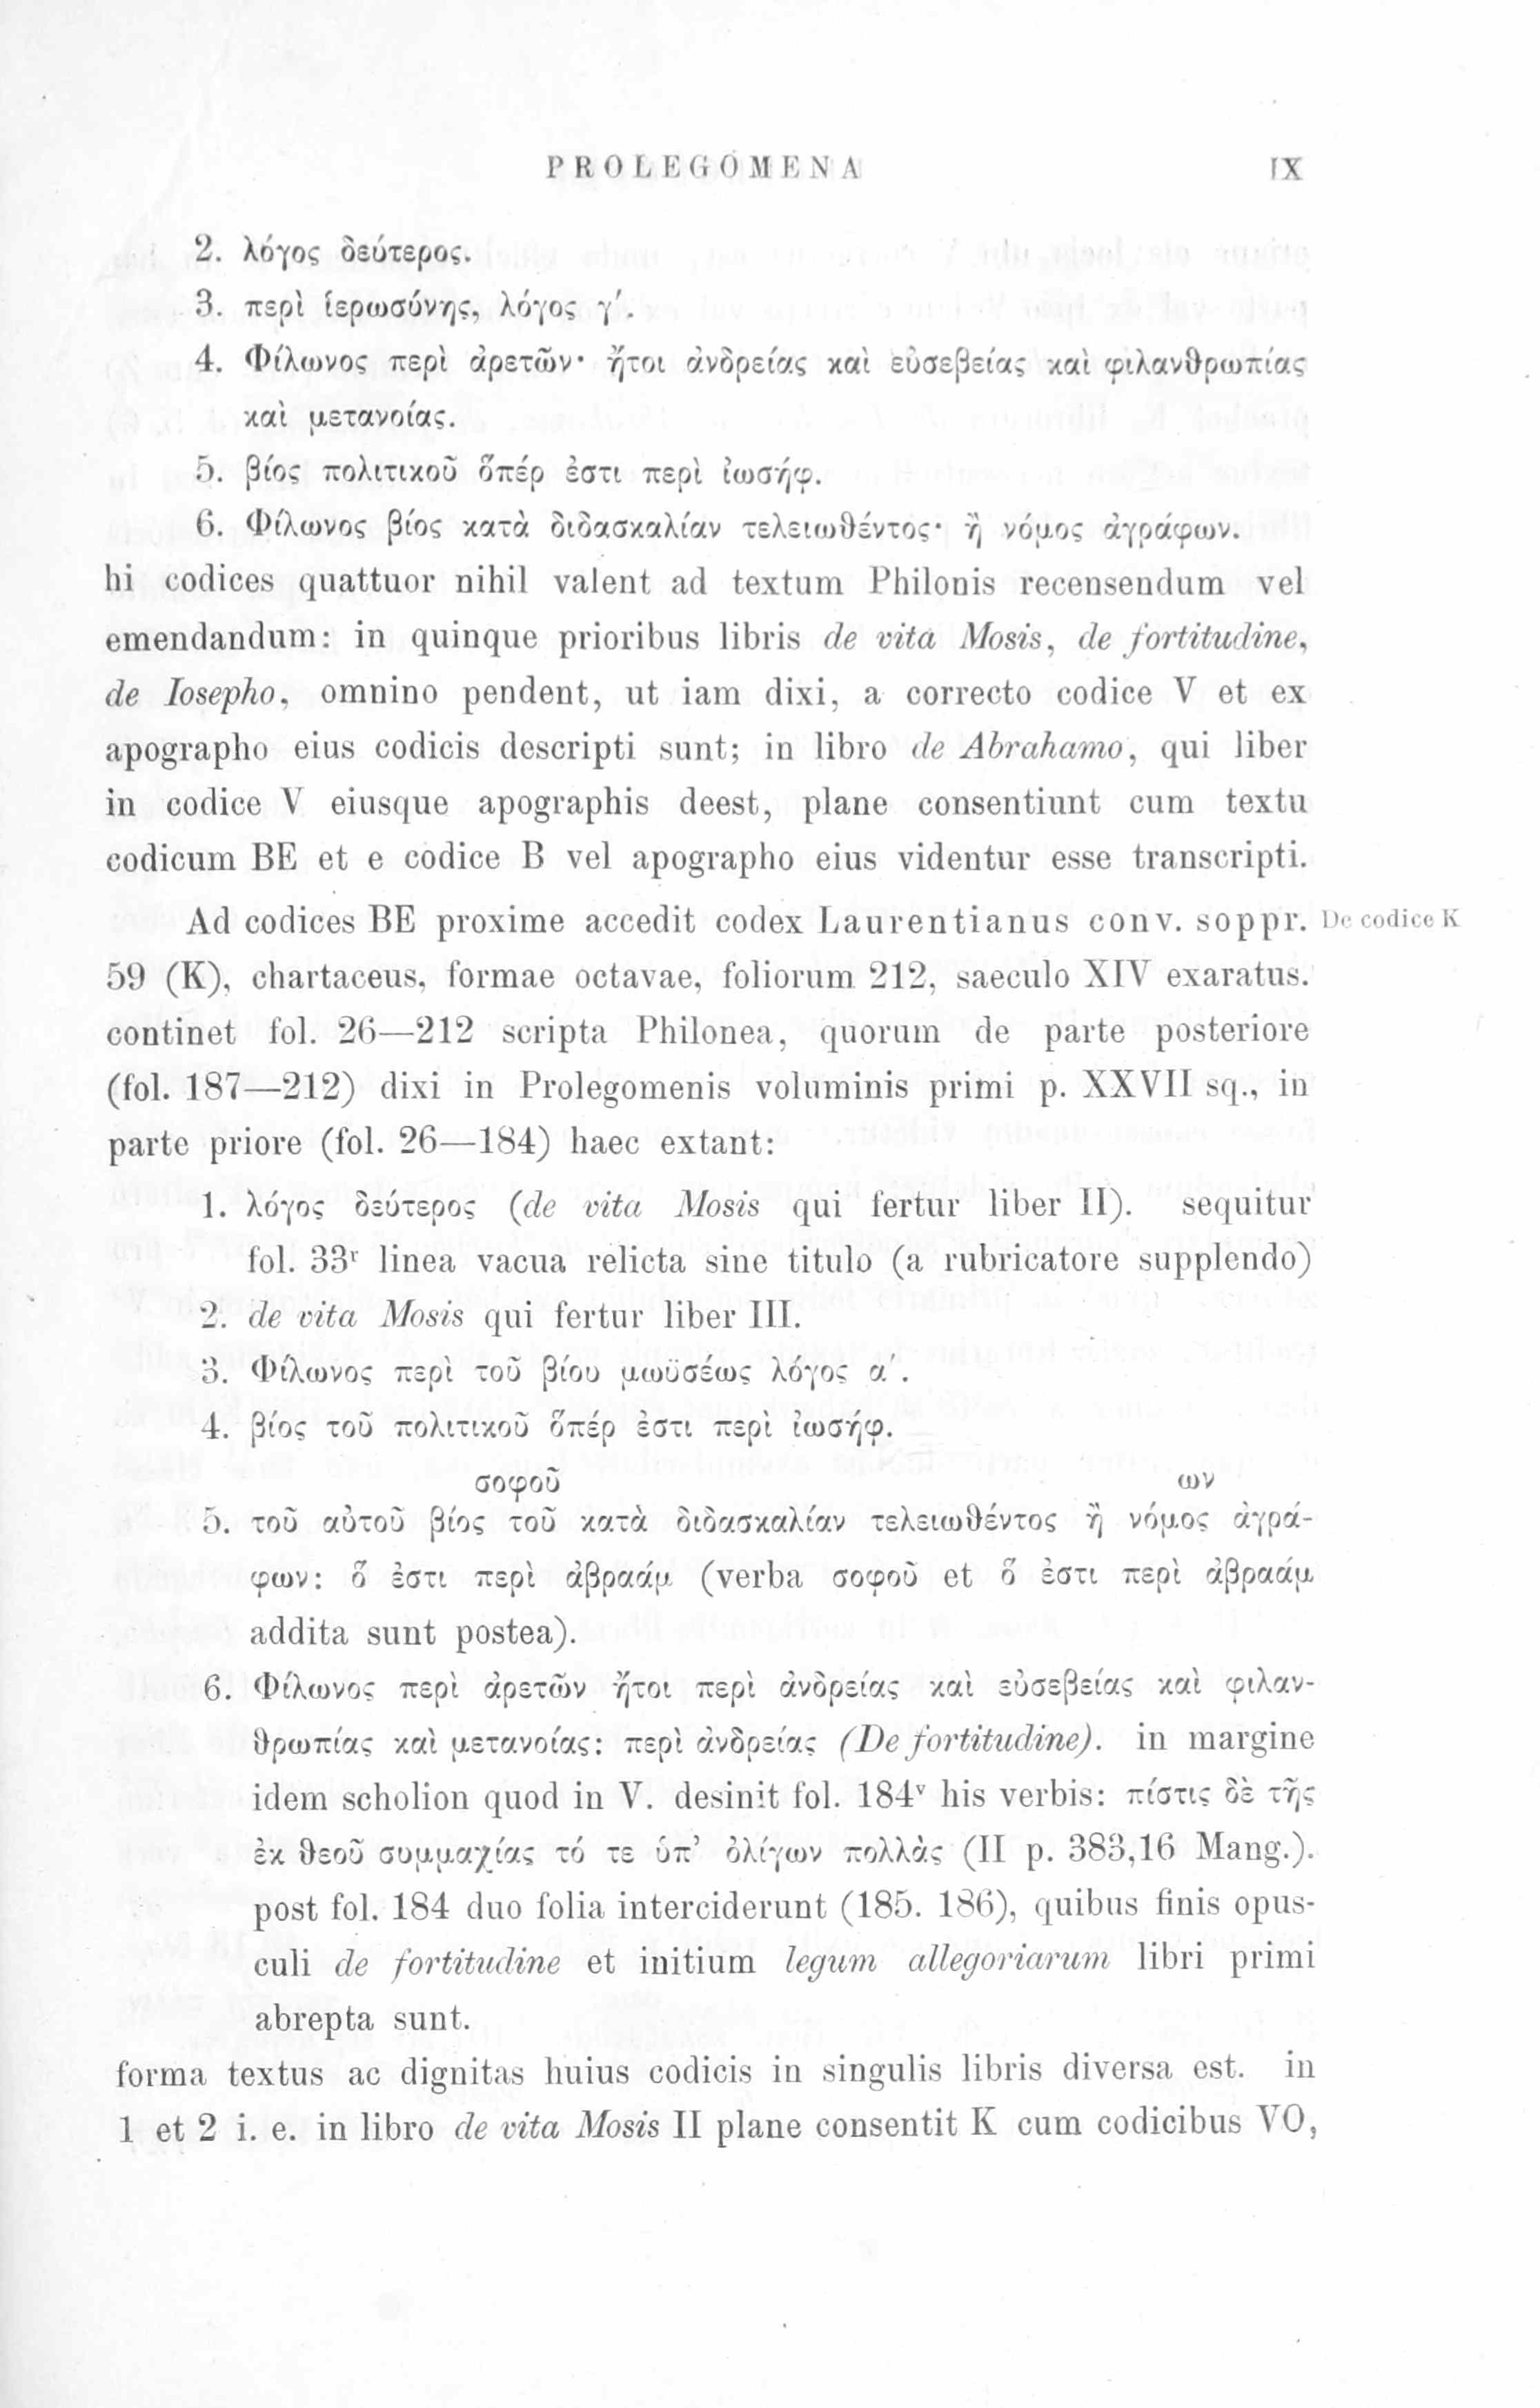 PROLEGOMENA IX
2. λόγος δεύτερος.
3. περὶ ἱερωσύνης, λόγος γ′.
4. Φίλωνος περὶ ἀρετῶν· ἤτοι ἀνδρείας καὶ εὐσεβείας καὶ φιλανθρωπίας
καὶ μετανοίας.
5. βίος πολιτικοῦ ὅπέρ ἐστι περὶ ἰωσήφ.
6. Φίλωνος βίος κατὰ διδασκαλίαν τελειωθέντος· ἢ νόμος ἀγράφων.
hi codices quattuor nihil valent ad textum Philonis recensendum vel
emendandum: in quinque prioribus libris de vita Mosis, de fortitudine,
de Iosepho, omnino pendent, ut iam dixi, a correcto codice V et ex
apographo eius codicis descripti sunt; in libro de Abrahamo, qui liber
in codice V eiusque apographis deest, plane consentiunt cum textu
codicum BE et e codice B vel apographo eius videntur esse transcripti.
Ad codices BE proxime accedit codex Laurentianus conv. soppr. De codice K
59 (K), chartaceus, formae octavae, foliorum 212, saeculo XIV exaratus.
continet fol. 26—212 scripta Philonea, quorum de parte posteriore
(fol. 187—212) dixi in Prolegomenis voluminis primi p. XXVII sq., in
parte priore (fol. 26—184) haec extant:
1. λόγος δεύτερος (de vita Mosis qui fertur liber II). sequitur
fol. 33r linea vacua relicta sine titulo (a rubricatore supplendo)
2. de vita Mosis qui fertur liber III.
3. Φίλωνος περὶ τοῦ βίου μωϋσέως λόγος α′.
4. βίος τοῦ πολιτικοῦ ὅπέρ ἐστι περὶ ἰωσήφ.
σοφοῦ ων
5. τοῦ αὐτοῦ βίος τοῦ κατὰ διδασκαλίαν τελειωθέντος ἢ νόμος ἀγρά-
φων: ὅ ἐστι περὶ ἀβραάμ (verba σοφοῦ et ὅ ἐστι περὶ ἀβραάμ
addita sunt postea).
6. Φίλωνος περὶ ἀρετῶν ἤτοι περὶ ἀνδρείας καὶ εὐσεβείας καὶ φιλαν-
θρωπίας καὶ μετανοίας: περὶ ἀνδρείας (De fortitudine). in margine
idem scholion quod in V. desinit fol. 184v his verbis: πίστις δὲ τῆς
ἐκ θεοῦ συμμαχίας τό τε ὑπ’ ὀλίγων πολλὰς (II p. 383,16 Mang.).
post fol. 184 duo folia interciderunt (185. 186), quibus finis opus-
culi de fortitudine et initium legum allegoriarum libri primi
abrepta sunt.
forma textus ac dignitas huius codicis in singulis libris diversa est. in
1 et 2 i. e. in libro de vita Mosis II plane consentit K cum codicibus VO,